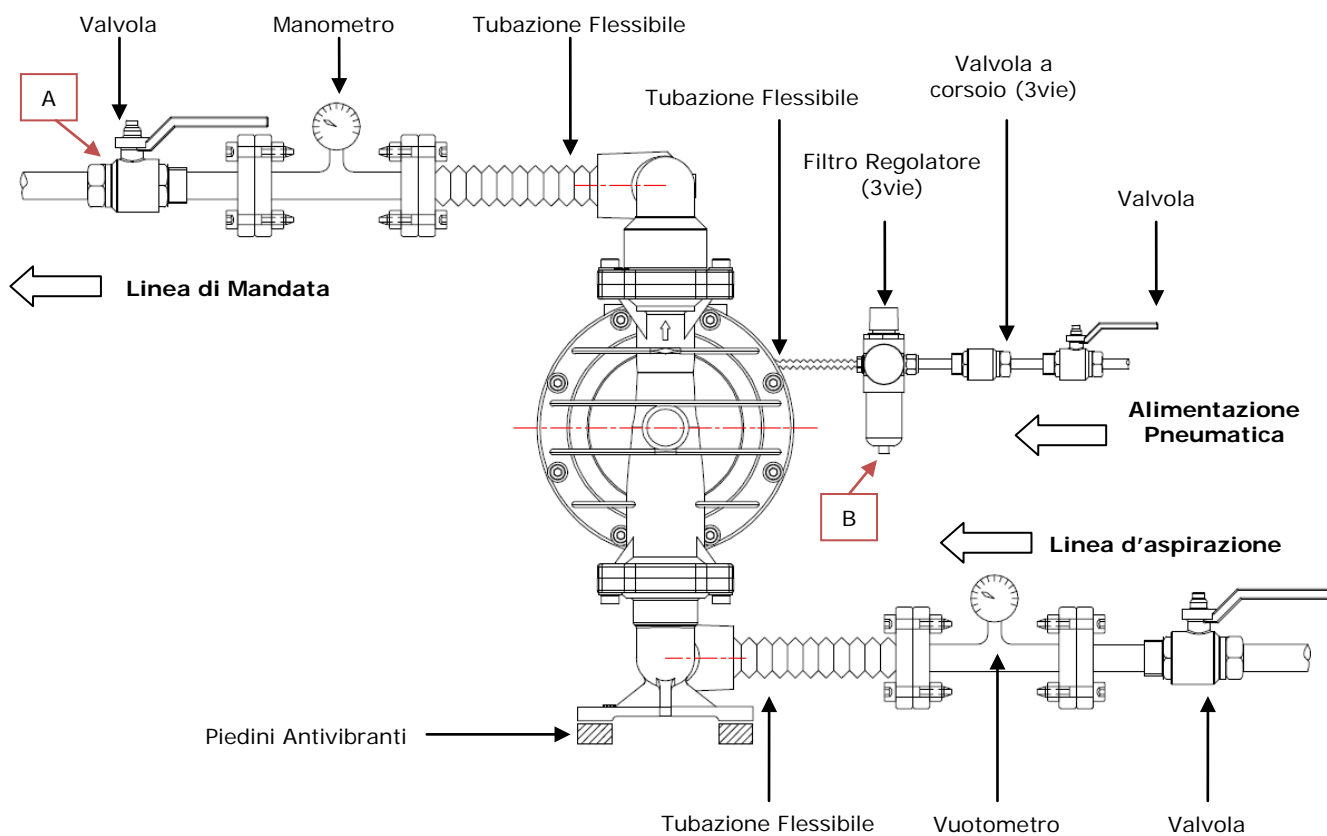 Valvola
Manometro
Tubazione Flessibile
A
Tubazione Flessibile
Valvola a
corsoio (3vie)
Filtro Regolatore
(3vie)
Valvola
Linea di Mandata
Alimentazione
Pneumatica
B
Linea d’aspirazione
Piedini Antivibranti
Tubazione Flessibile
Vuotometro
Valvola